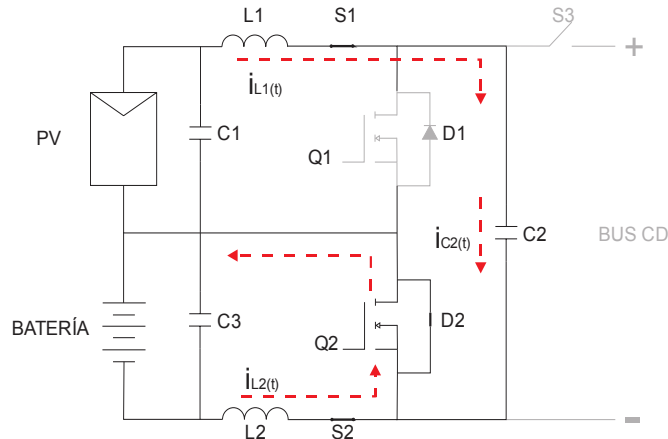 L1
S1
S3
+
iL1(t)
PV
C1
Q1
D1
iC2(t)
C2
BUS CD
BATERÍA
C3
Q2
D2
iL2(t)
L2
S2
-